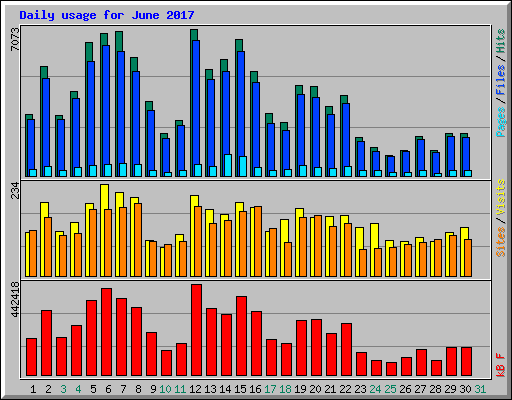 Daily usage for June 2017
7073
Pages/Files/Hits
234
Sites/Visits
442418
kB F
1 2 3 4 5 6 7 8 9 10 11 12 13 14 15 16 17 18 19 20 21 22 23 24 25 26 27 28 29 30 31